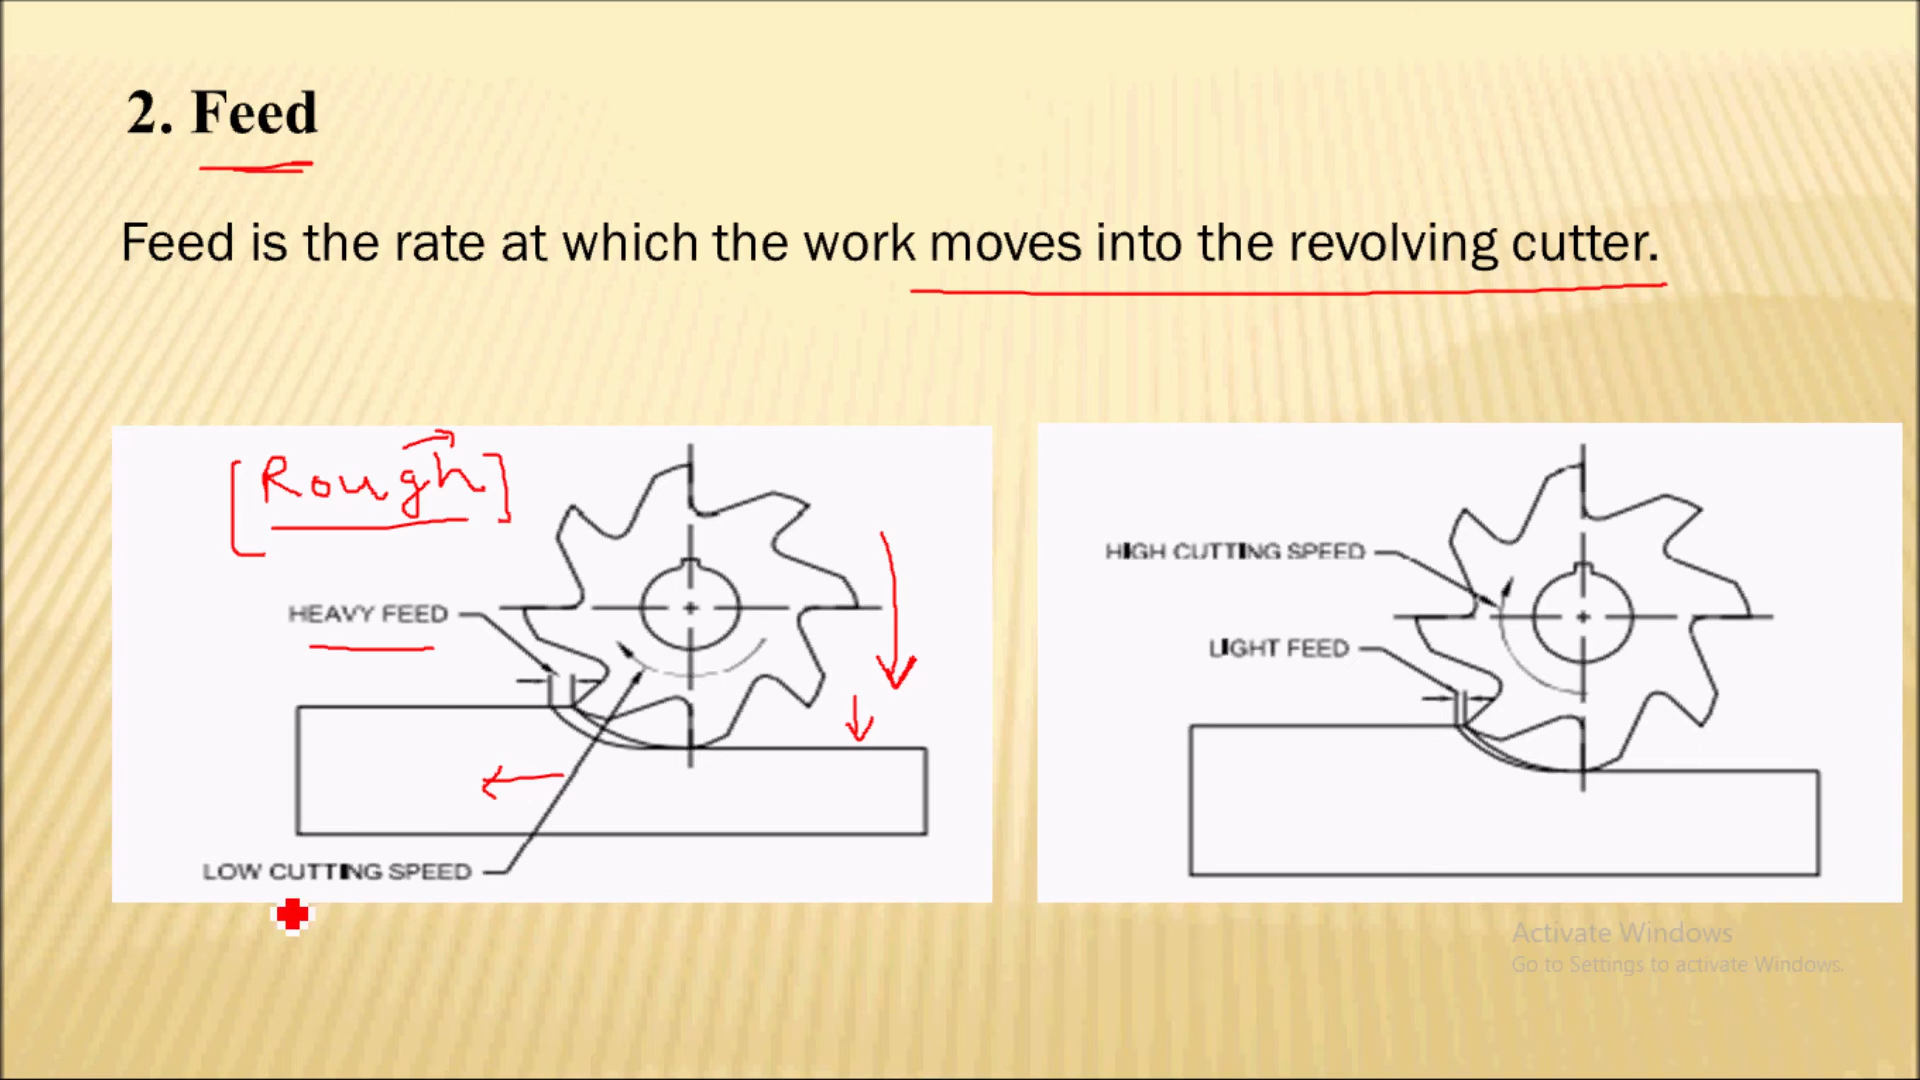 2. Feed
Feed is the rate at which the work moves into the revolving cutter.
[Rough]
HEAVY FEED
LOW CUTTING SPEED
HIGH CUTTING SPEED
LIGHT FEED
Activate Windows
Go to Settings to activate Windows.